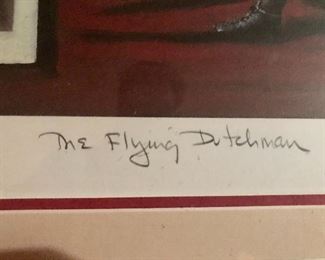 The Flying Dutchman